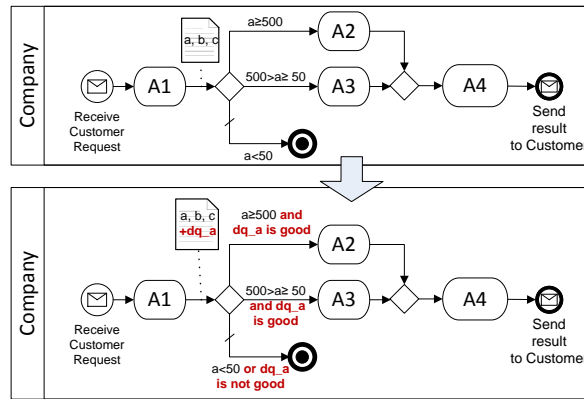 Company
a, b, c
a≥500
A1
500>a≥ 50
A2
A3
A4
Receive
Customer
Request
a<50
Send
result
to Customer
Company
a, b, c
+dq_a
a≥500 and
dq_a is good
A1
500>a≥ 50
and dq_a
is good
A2
A3
A4
Receive
Customer
Request
a<50 or dq_a
is not good
Send
result
to Customer